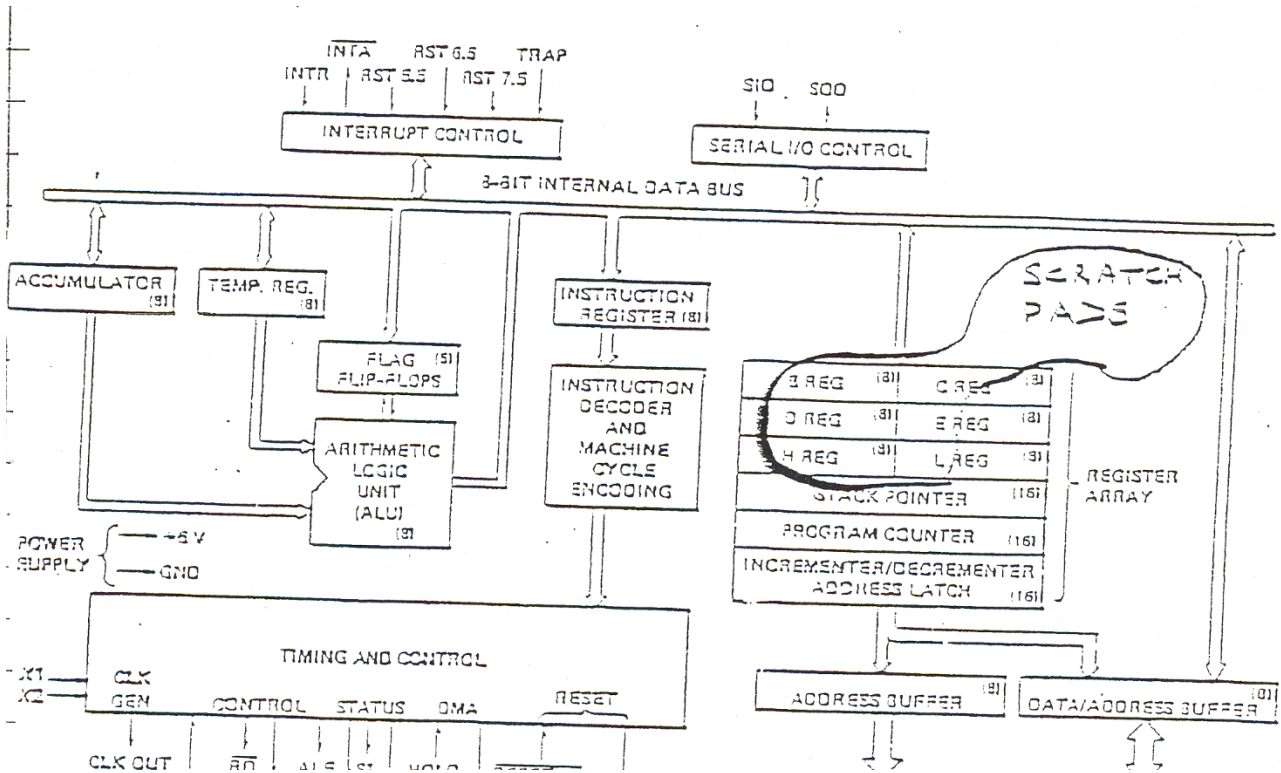 INTA RST 6.5 TRAP
INTR RST 5.5 RST 7.5
SID SOD
INTERRUPT CONTROL
SERIAL I/O CONTROL
8-BIT INTERNAL DATA BUS
ACCUMULATOR (8)
TEMP. REG. (8)
INSTRUCTION
REGISTER (8)
SCRATCH
PADS
FLAG (5)
FLIP-FLOPS
INSTRUCTION
DECODER
AND
MACHINE
CYCLE
ENCODING
ARITHMETIC
LOGIC
UNIT
(ALU)
(8)
B REG (8) C REG (8)
D REG (8) E REG (8)
H REG (8) L REG (8)
STACK POINTER (16)
PROGRAM COUNTER (16)
INCREMENTER/DECREMENTER
ADDRESS LATCH (16)
REGISTER
ARRAY
POWER
SUPPLY
+5 V
GND
TIMING AND CONTROL
X1
X2
CLK
GEN
CONTROL STATUS DMA RESET
ADDRESS BUFFER (8)
DATA/ADDRESS BUFFER (8)
CLK OUT RD ALE HOLD